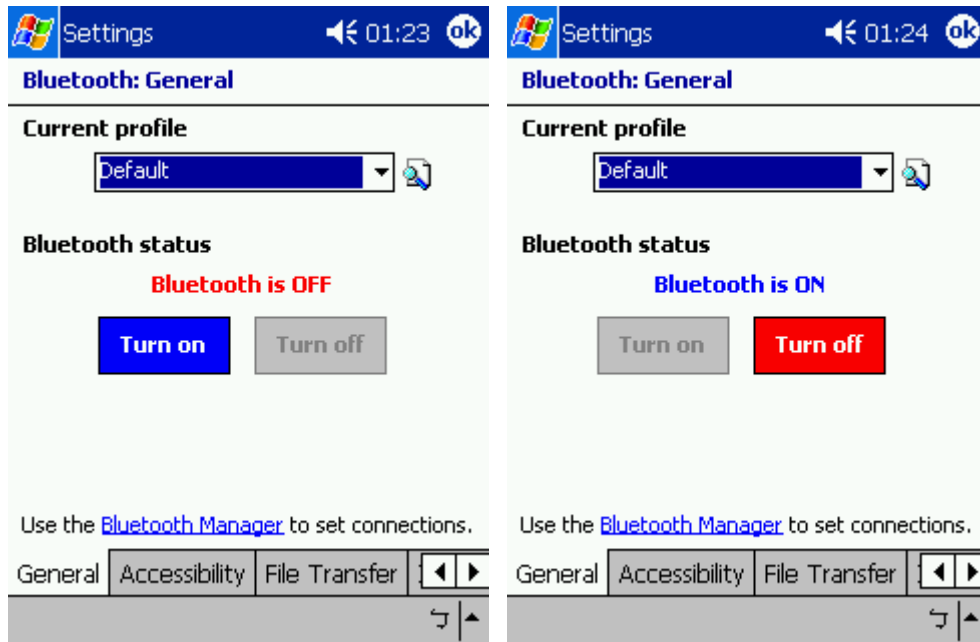 Settings 01:23 ok
Bluetooth: General
Current profile
Default
Bluetooth status
Bluetooth is OFF
Turn on Turn off
Use the Bluetooth Manager to set connections.
General Accessibility File Transfer
Settings 01:24 ok
Bluetooth: General
Current profile
Default
Bluetooth status
Bluetooth is ON
Turn on Turn off
Use the Bluetooth Manager to set connections.
General Accessibility File Transfer